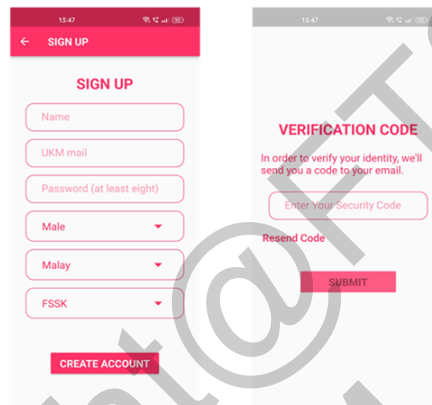 15:47
SIGN UP
SIGN UP
Name
UKM mail
Password (at least eight)
Male
Malay
FSSK
CREATE ACCOUNT
15:47
VERIFICATION CODE
In order to verify your identity, we'll
send you a code to your email.
Enter Your Security Code
Resend Code
SUBMIT